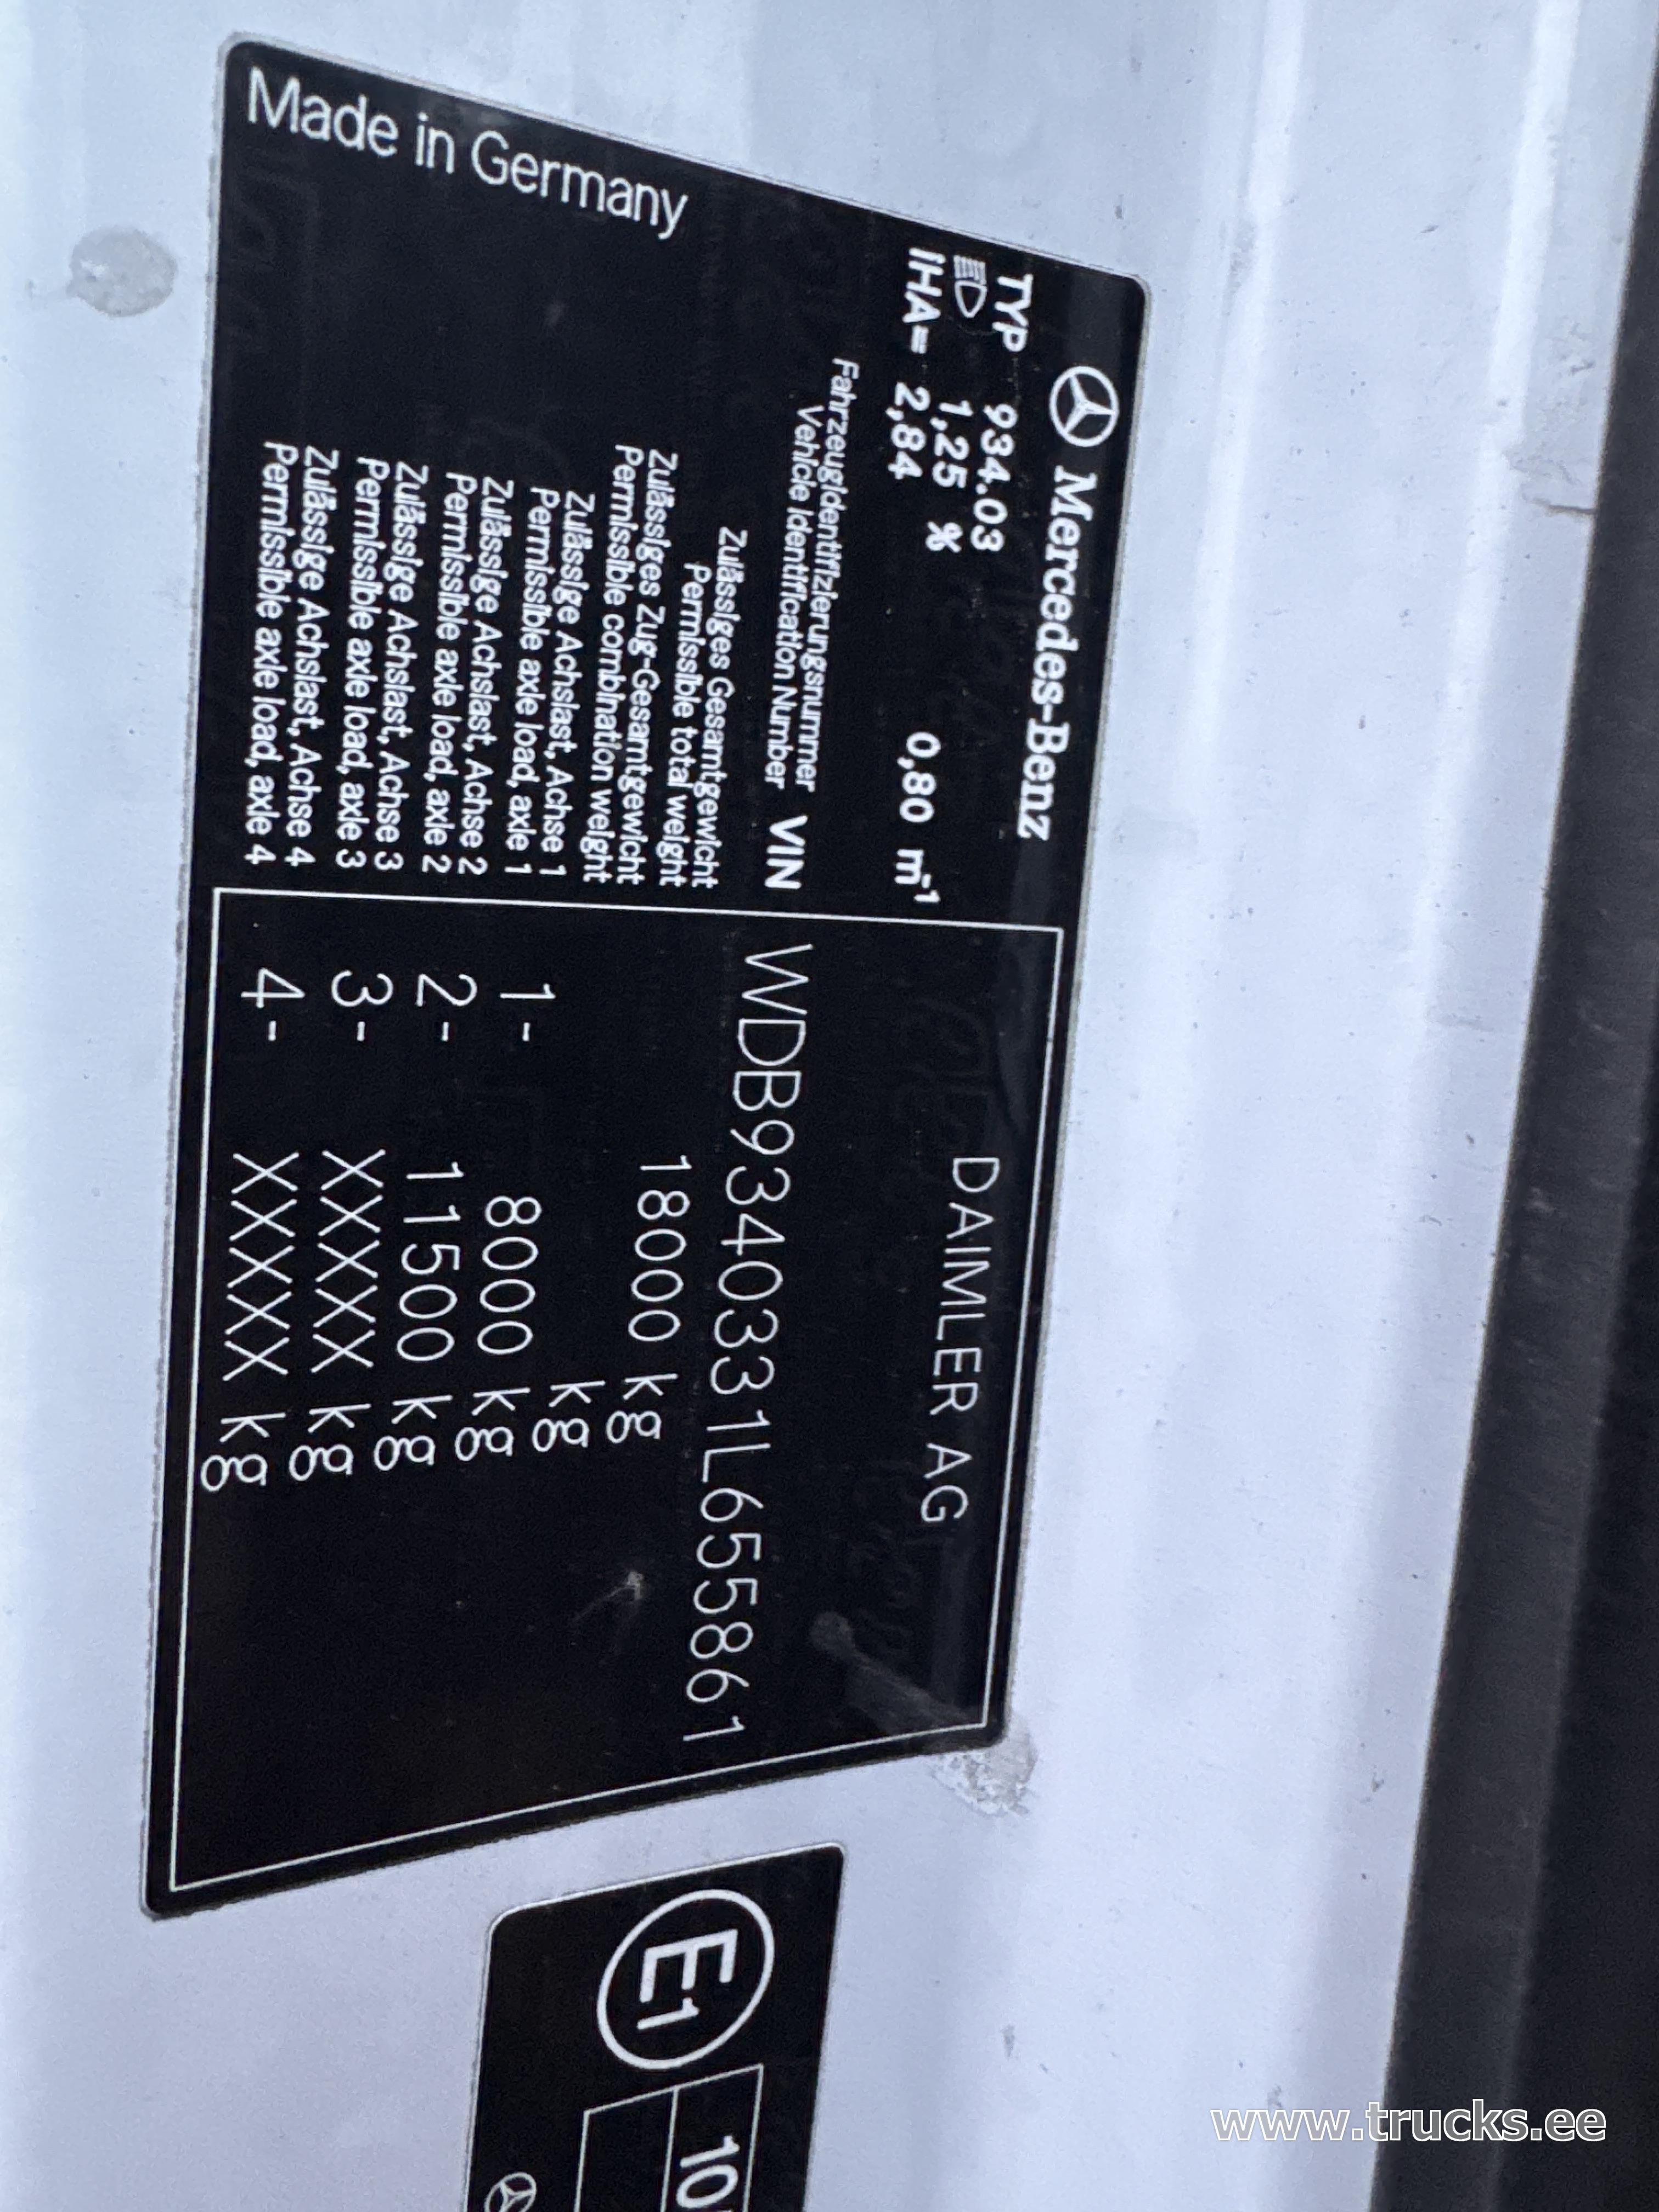 Mercedes-Benz
TYP 934.03
1,25 %
IHA= 2,84 0,80 m-1
DAIMLER AG
Fahrzeugidentifizierungsnummer
Vehicle Identification Number VIN WDB9340331L655861
Zulässiges Gesamtgewicht
Permissible total weight 18000 kg
Zulässiges Zug-Gesamtgewicht
Permissible combination weight kg
Zulässige Achslast, Achse 1
Permissible axle load, axle 1 1- 8000 kg
Zulässige Achslast, Achse 2
Permissible axle load, axle 2 2- 11500 kg
Zulässige Achslast, Achse 3
Permissible axle load, axle 3 3- XXXXX kg
Zulässige Achslast, Achse 4
Permissible axle load, axle 4 4- XXXXX kg
Made in Germany
E1
10
www.trucks.ee